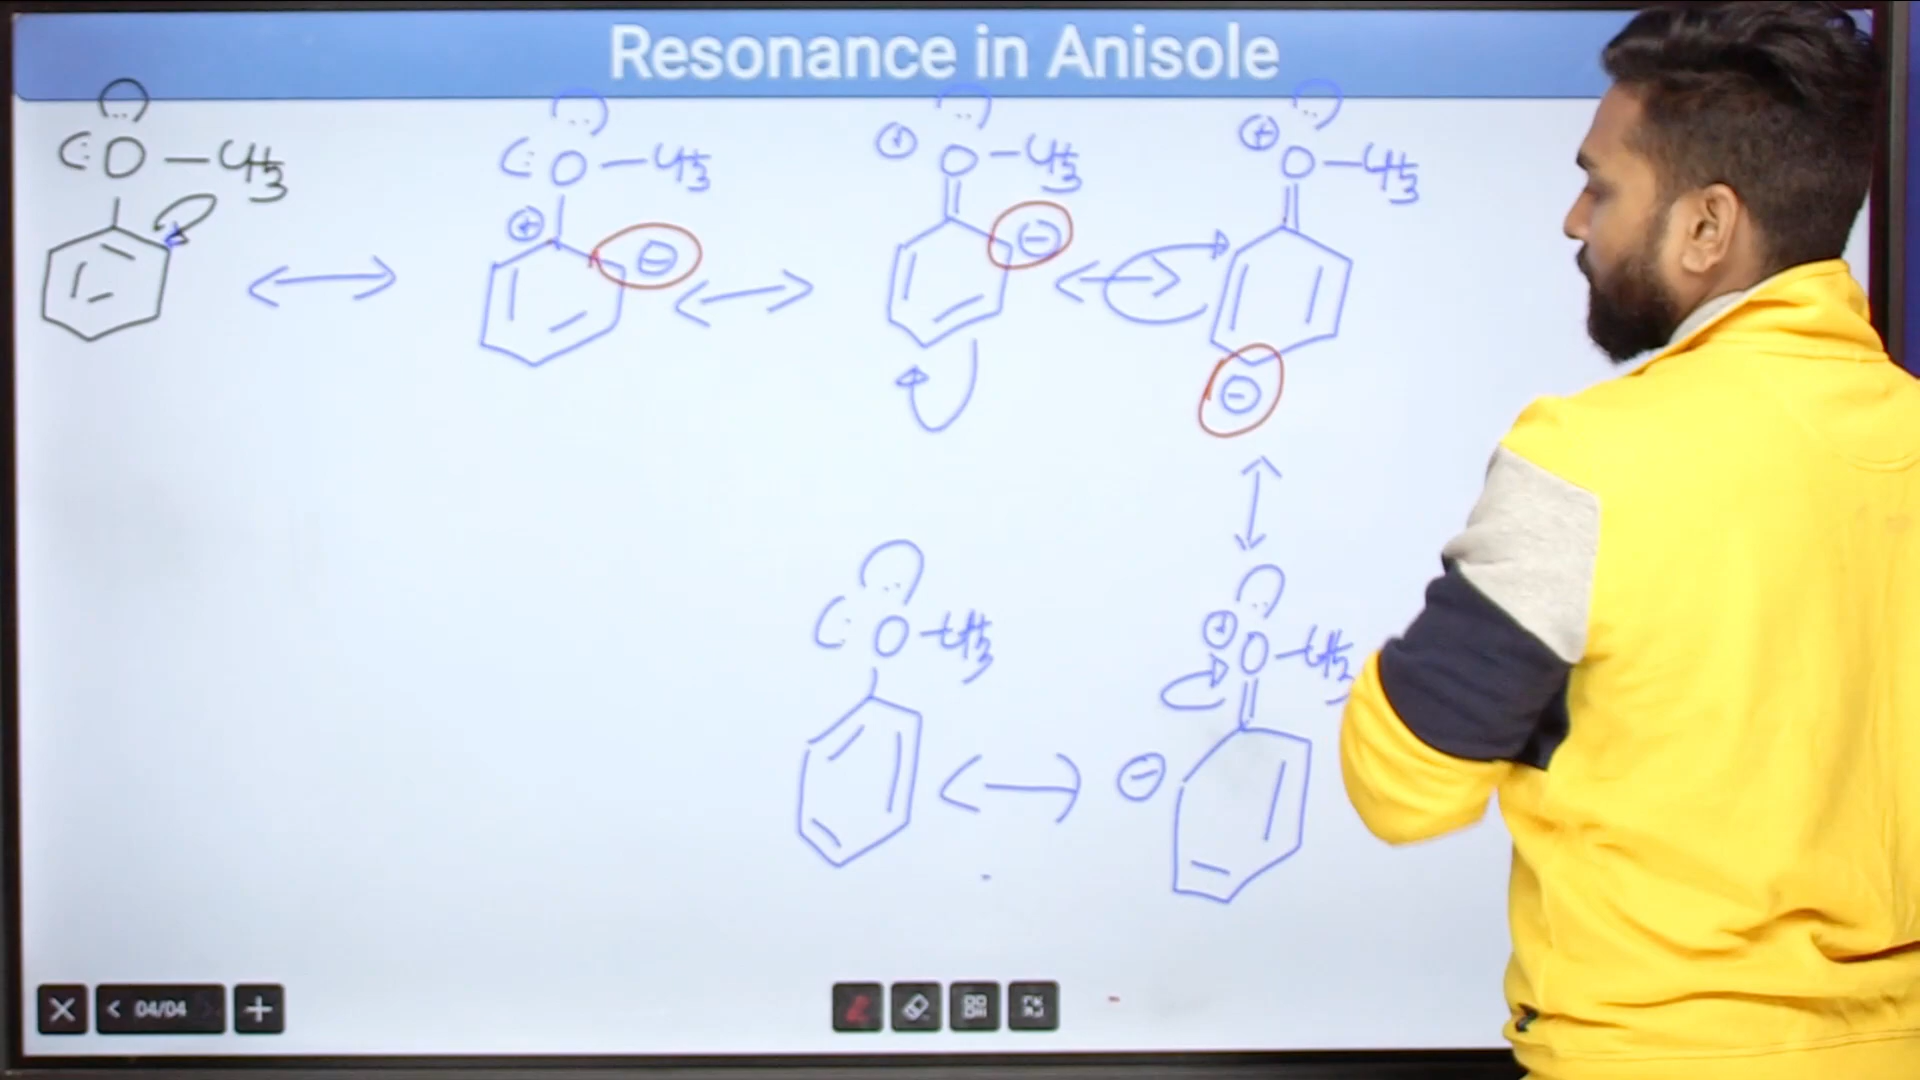 Resonance in Anisole
O — CH3
O — CH3
+
-
+
O — CH3
-
+
O — CH3
-
O — CH3
+
O — CH3
-
< 04/04